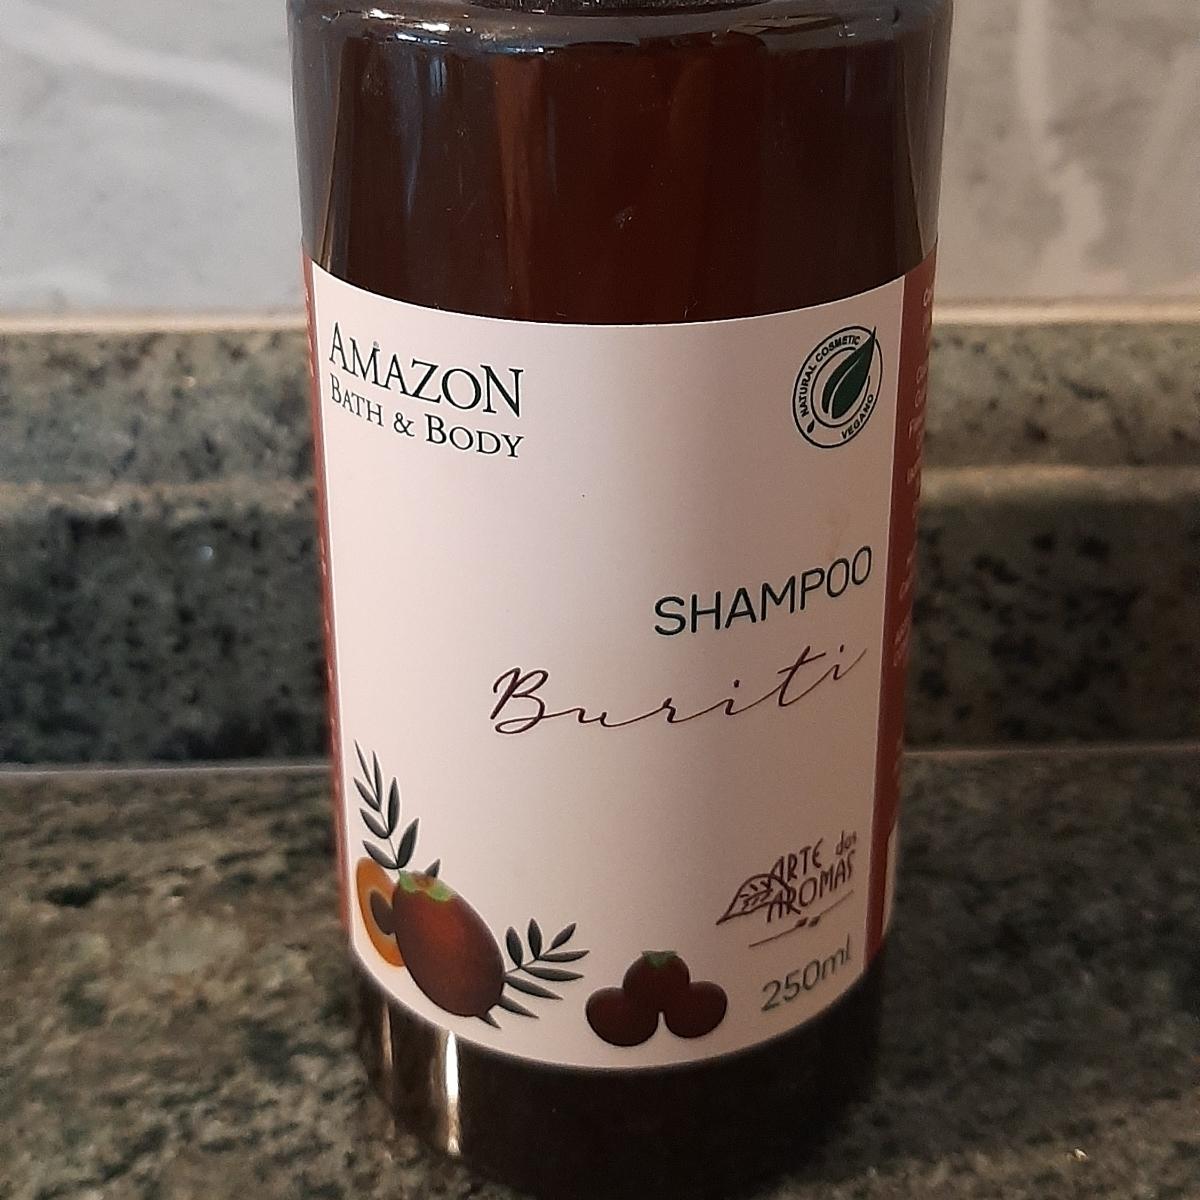 AMAZON
BATH & BODY
NATURAL COSMETIC
VEGANO
SHAMPOO
Buriti
ARTE dos
AROMAS
250ml